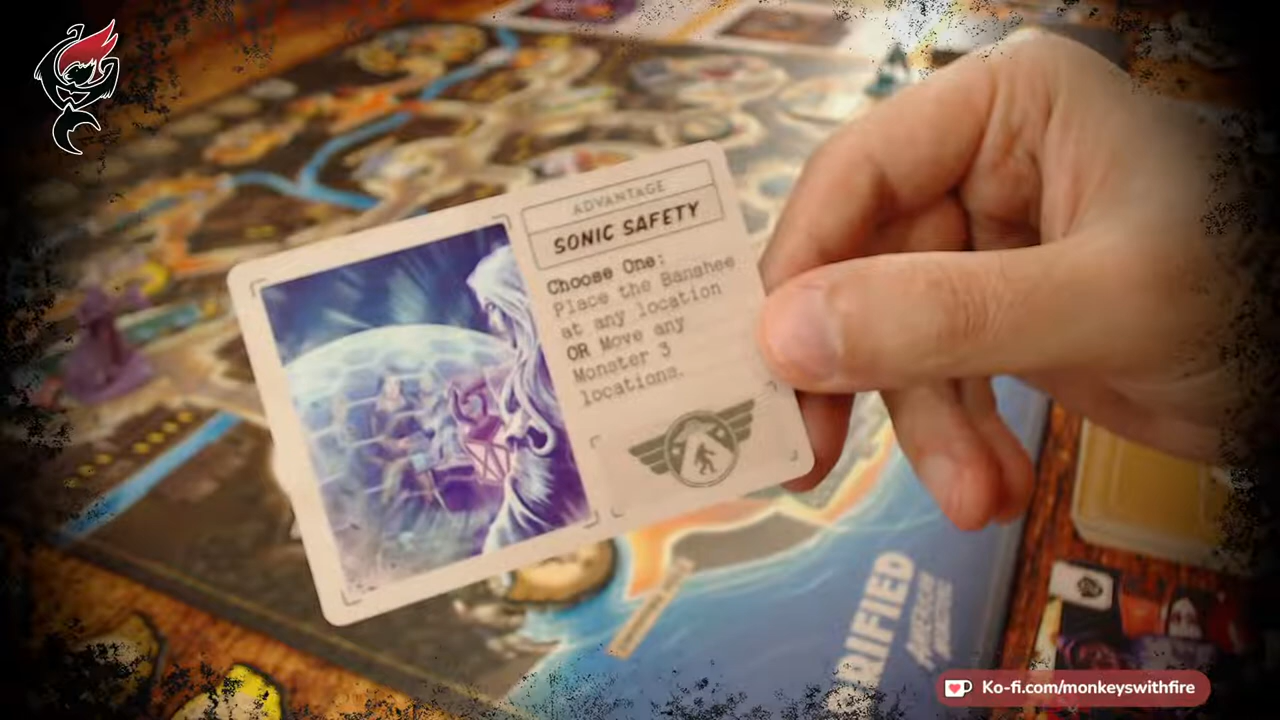 ADVANTAGE
SONIC SAFETY
Choose One:
Place the Banshee
at any location
OR Move any
Monster 3
locations.
RIFIED
Ko-fi.com/monkeyswithfire